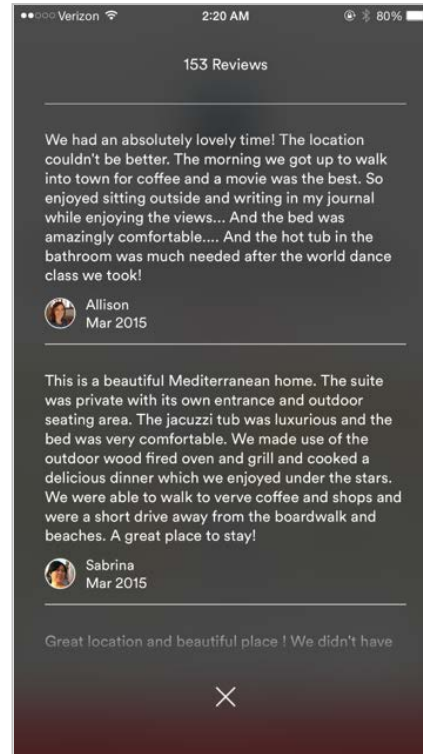 Verizon 2:20 AM 80%
153 Reviews
We had an absolutely lovely time! The location
couldn't be better. The morning we got up to walk
into town for coffee and a movie was the best. So
enjoyed sitting outside and writing in my journal
while enjoying the views... And the bed was
amazingly comfortable.... And the hot tub in the
bathroom was much needed after the world dance
class we took!
Allison
Mar 2015
This is a beautiful Mediterranean home. The suite
was private with its own entrance and outdoor
seating area. The jacuzzi tub was luxurious and the
bed was very comfortable. We made use of the
outdoor wood fired oven and grill and cooked a
delicious dinner which we enjoyed under the stars.
We were able to walk to verve coffee and shops and
were a short drive away from the boardwalk and
beaches. A great place to stay!
Sabrina
Mar 2015
Great location and beautiful place ! We didn't have